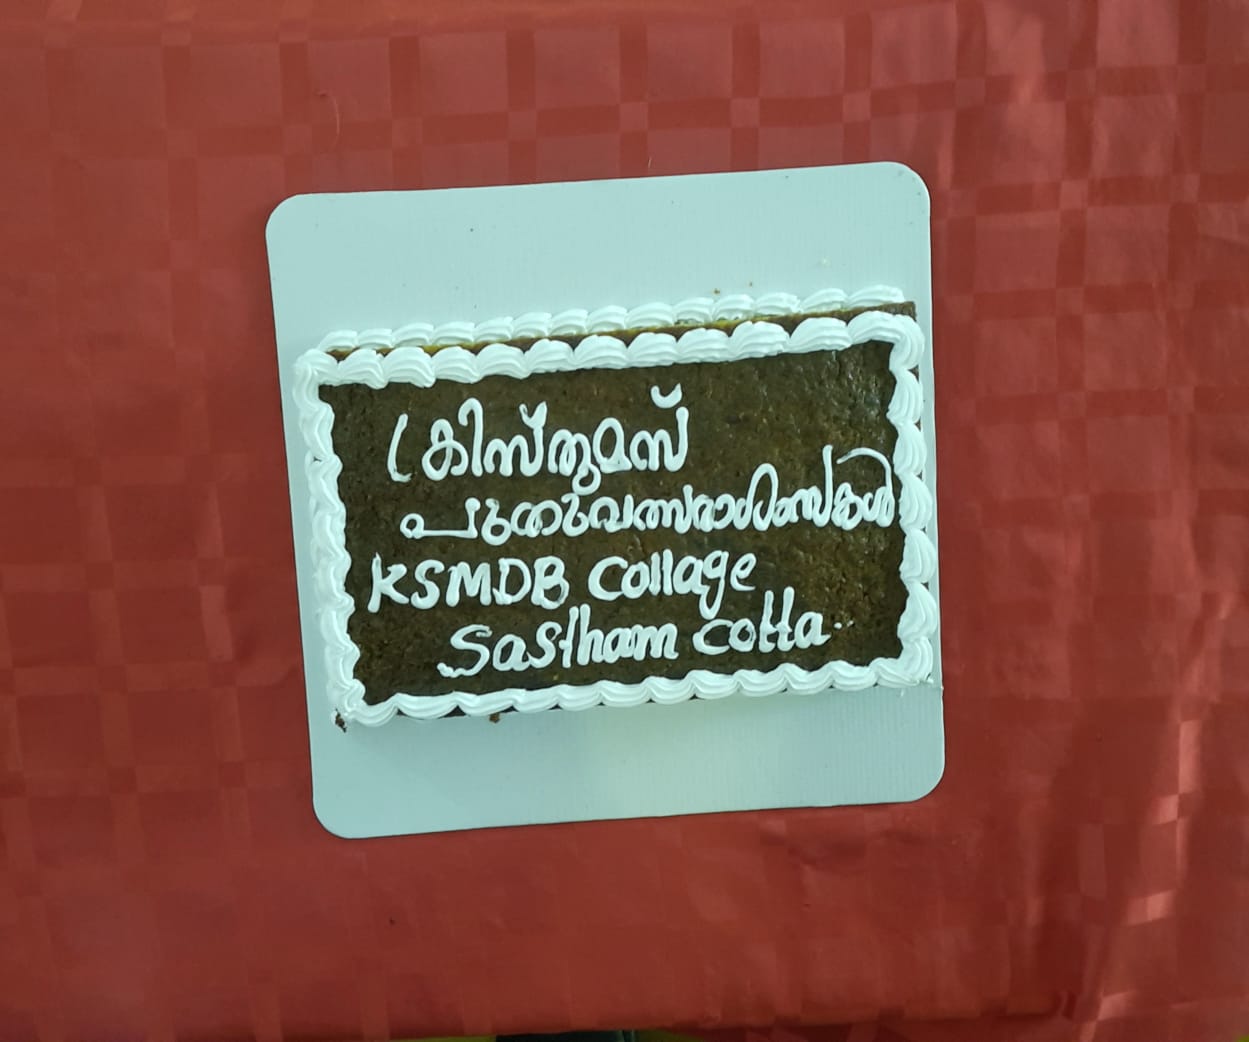 ക്രിസ്തുമസ്
പുതുവത്സരാശംസകൾ
KSMDB Collage
Sastham cotta..